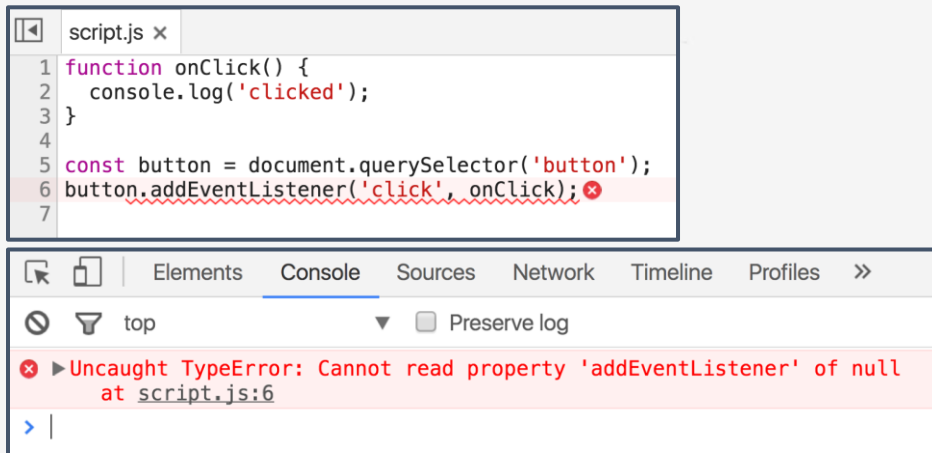 script.js ×
1 function onClick() {
2   console.log('clicked');
3 }
4
5 const button = document.querySelector('button');
6 button.addEventListener('click', onClick);
7
Elements Console Sources Network Timeline Profiles »
top ▼ Preserve log
▶Uncaught TypeError: Cannot read property 'addEventListener' of null
at script.js:6
>